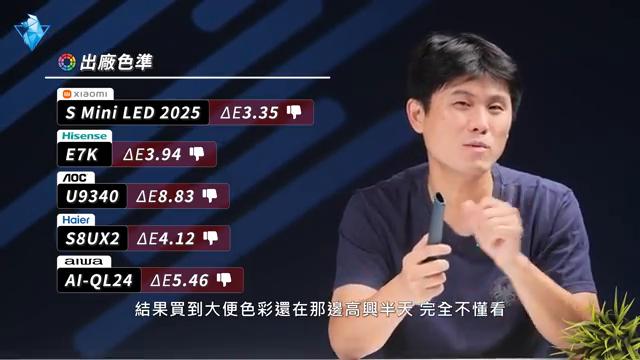 出廠色準
xiaomi
S Mini LED 2025 ΔE3.35
Hisense
E7K ΔE3.94
AOC
U9340 ΔE8.83
Haier
S8UX2 ΔE4.12
aiwa
AI-QL24 ΔE5.46
結果買到大便色彩還在那邊高興半天 完全不懂看